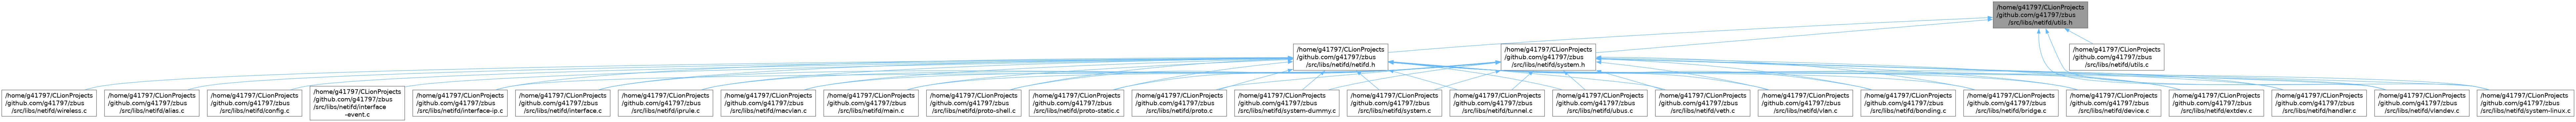 /home/g41797/CLionProjects
/github.com/g41797/zbus
/src/libs/netifd/utils.h
/home/g41797/CLionProjects
/github.com/g41797/zbus
/src/libs/netifd/netifd.h
/home/g41797/CLionProjects
/github.com/g41797/zbus
/src/libs/netifd/system.h
/home/g41797/CLionProjects
/github.com/g41797/zbus
/src/libs/netifd/utils.c
/home/g41797/CLionProjects
/github.com/g41797/zbus
/src/libs/netifd/wireless.c
/home/g41797/CLionProjects
/github.com/g41797/zbus
/src/libs/netifd/alias.c
/home/g41797/CLionProjects
/github.com/g41797/zbus
/src/libs/netifd/config.c
/home/g41797/CLionProjects
/github.com/g41797/zbus
/src/libs/netifd/interface
-event.c
/home/g41797/CLionProjects
/github.com/g41797/zbus
/src/libs/netifd/interface-ip.c
/home/g41797/CLionProjects
/github.com/g41797/zbus
/src/libs/netifd/interface.c
/home/g41797/CLionProjects
/github.com/g41797/zbus
/src/libs/netifd/iprule.c
/home/g41797/CLionProjects
/github.com/g41797/zbus
/src/libs/netifd/macvlan.c
/home/g41797/CLionProjects
/github.com/g41797/zbus
/src/libs/netifd/main.c
/home/g41797/CLionProjects
/github.com/g41797/zbus
/src/libs/netifd/proto-shell.c
/home/g41797/CLionProjects
/github.com/g41797/zbus
/src/libs/netifd/proto-static.c
/home/g41797/CLionProjects
/github.com/g41797/zbus
/src/libs/netifd/proto.c
/home/g41797/CLionProjects
/github.com/g41797/zbus
/src/libs/netifd/system-dummy.c
/home/g41797/CLionProjects
/github.com/g41797/zbus
/src/libs/netifd/system.c
/home/g41797/CLionProjects
/github.com/g41797/zbus
/src/libs/netifd/tunnel.c
/home/g41797/CLionProjects
/github.com/g41797/zbus
/src/libs/netifd/ubus.c
/home/g41797/CLionProjects
/github.com/g41797/zbus
/src/libs/netifd/veth.c
/home/g41797/CLionProjects
/github.com/g41797/zbus
/src/libs/netifd/vlan.c
/home/g41797/CLionProjects
/github.com/g41797/zbus
/src/libs/netifd/bonding.c
/home/g41797/CLionProjects
/github.com/g41797/zbus
/src/libs/netifd/bridge.c
/home/g41797/CLionProjects
/github.com/g41797/zbus
/src/libs/netifd/device.c
/home/g41797/CLionProjects
/github.com/g41797/zbus
/src/libs/netifd/extdev.c
/home/g41797/CLionProjects
/github.com/g41797/zbus
/src/libs/netifd/handler.c
/home/g41797/CLionProjects
/github.com/g41797/zbus
/src/libs/netifd/vlandev.c
/home/g41797/CLionProjects
/github.com/g41797/zbus
/src/libs/netifd/system-linux.c